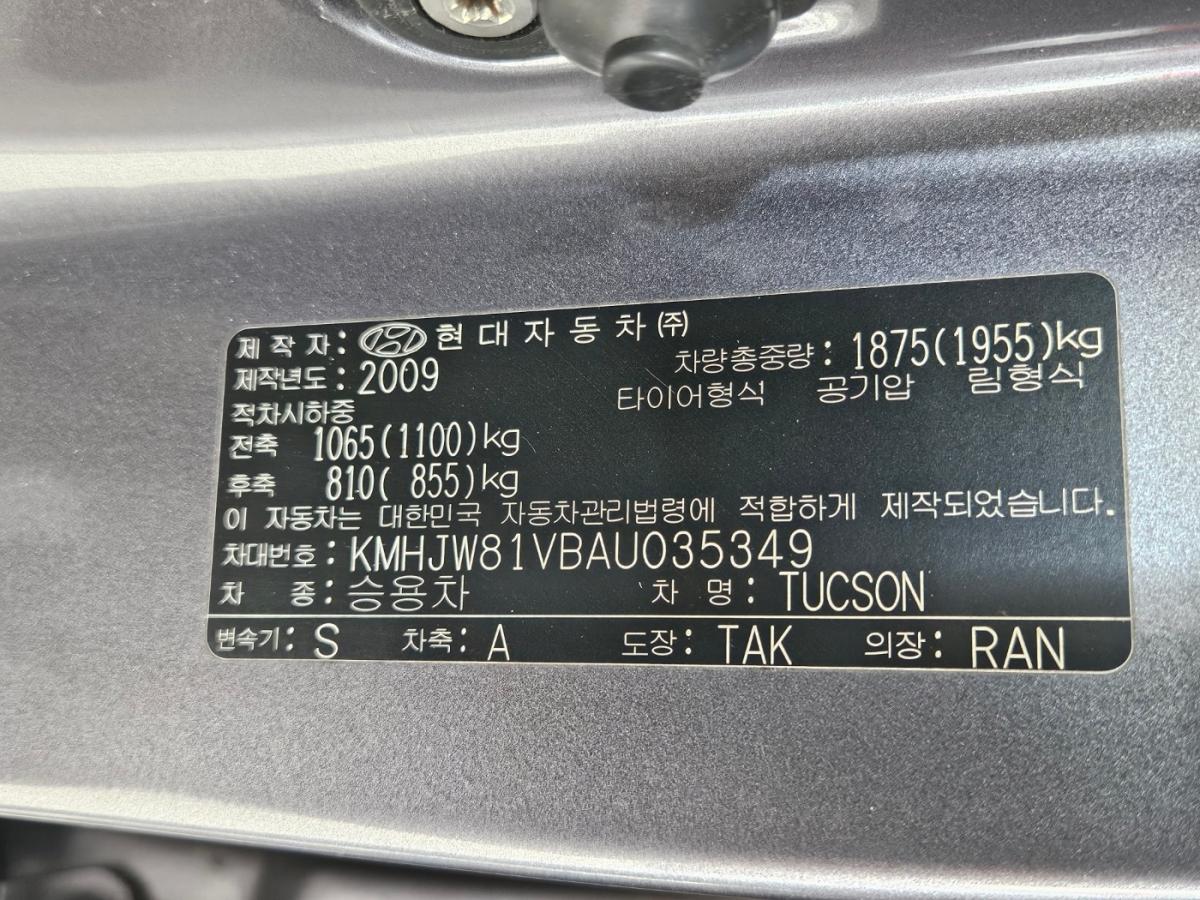 제 작 자 : 현 대 자 동 차 (주)
제작년도 : 2009
차량총중량 : 1875(1955)kg
타이어형식 공기압 림형식
적차시하중
전축 1065(1100)kg
후축 810( 855)kg
이 자동차는 대한민국 자동차관리법령에 적합하게 제작되었습니다.
차대번호 : KMHJW81VBAU035349
차 종 : 승용차 차 명 : TUCSON
변속기 : S 차축 : A 도장 : TAK 의장 : RAN